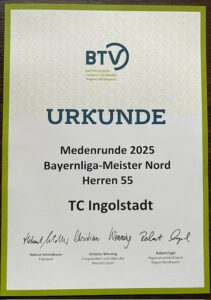 BTV
BAYERISCHER
TENNIS-VERBAND
Region Nordbayern
URKUNDE
Medenrunde 2025
Bayernliga-Meister Nord
Herren 55
TC Ingolstadt
Helmut Schmidbauer
Präsident
Christian Wenning
Vizepräsident und Leiter des
Ressorts Sport
Robert Engel
Regionalvorstand Sport
Region Nordbayern